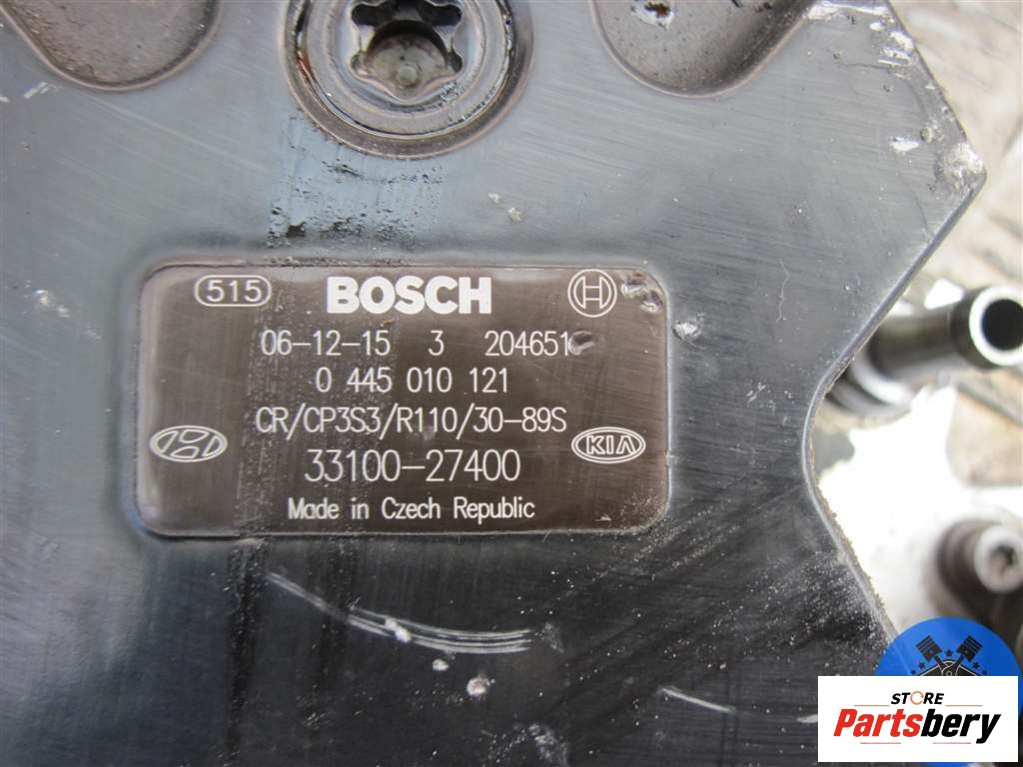 515 BOSCH
06-12-15 3 204651
0 445 010 121
CR/CP3S3/R110/30-89S
KIA
33100-27400
Made in Czech Republic
STORE
Partsbery